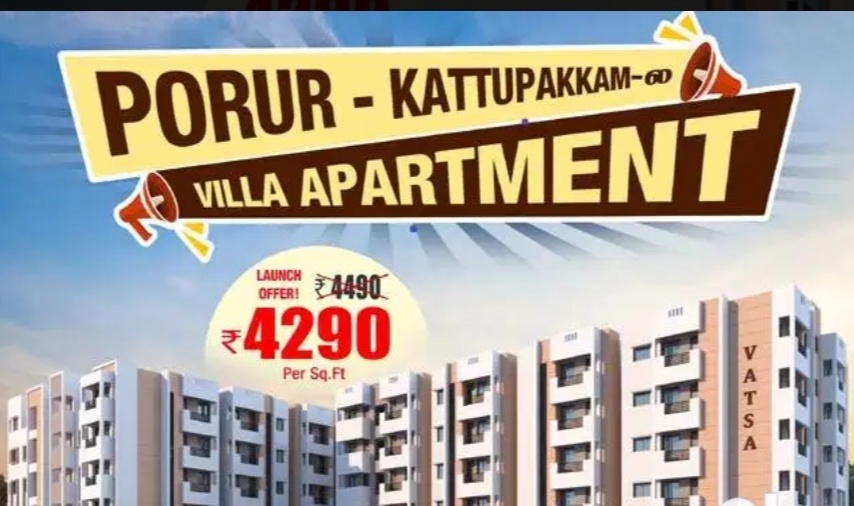 PORUR - KATTUPAKKAM-ல
VILLA APARTMENT
LAUNCH OFFER!
₹ 4490
₹4290
Per Sq.Ft
VATSA